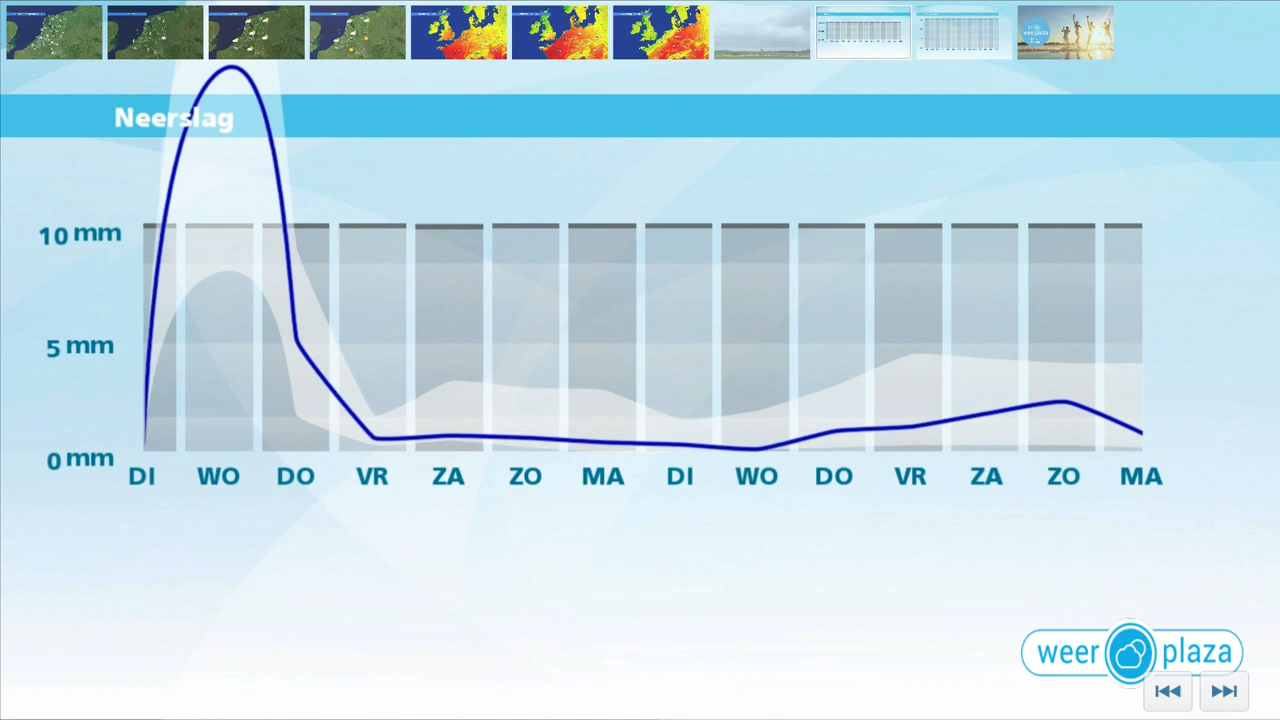 Neerslag
10 mm
5 mm
0 mm
DI WO DO VR ZA ZO MA DI WO DO VR ZA ZO MA
weer plaza